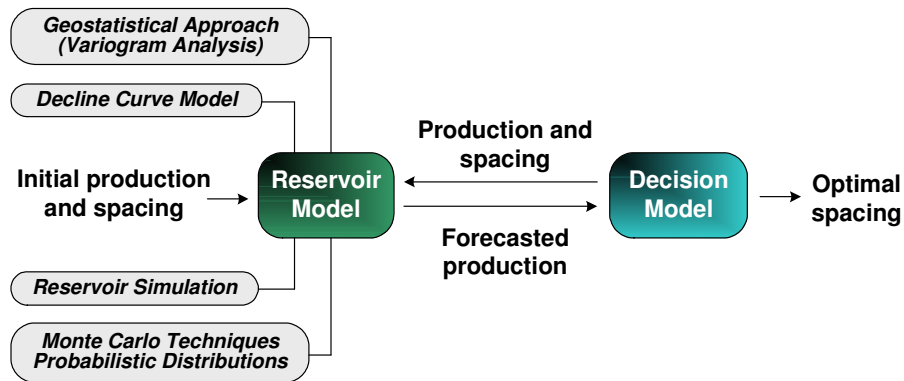 Geostatistical Approach
(Variogram Analysis)
Decline Curve Model
Initial production
and spacing
Reservoir
Model
Production and
spacing
Forecasted
production
Decision
Model
Optimal
spacing
Reservoir Simulation
Monte Carlo Techniques
Probabilistic Distributions